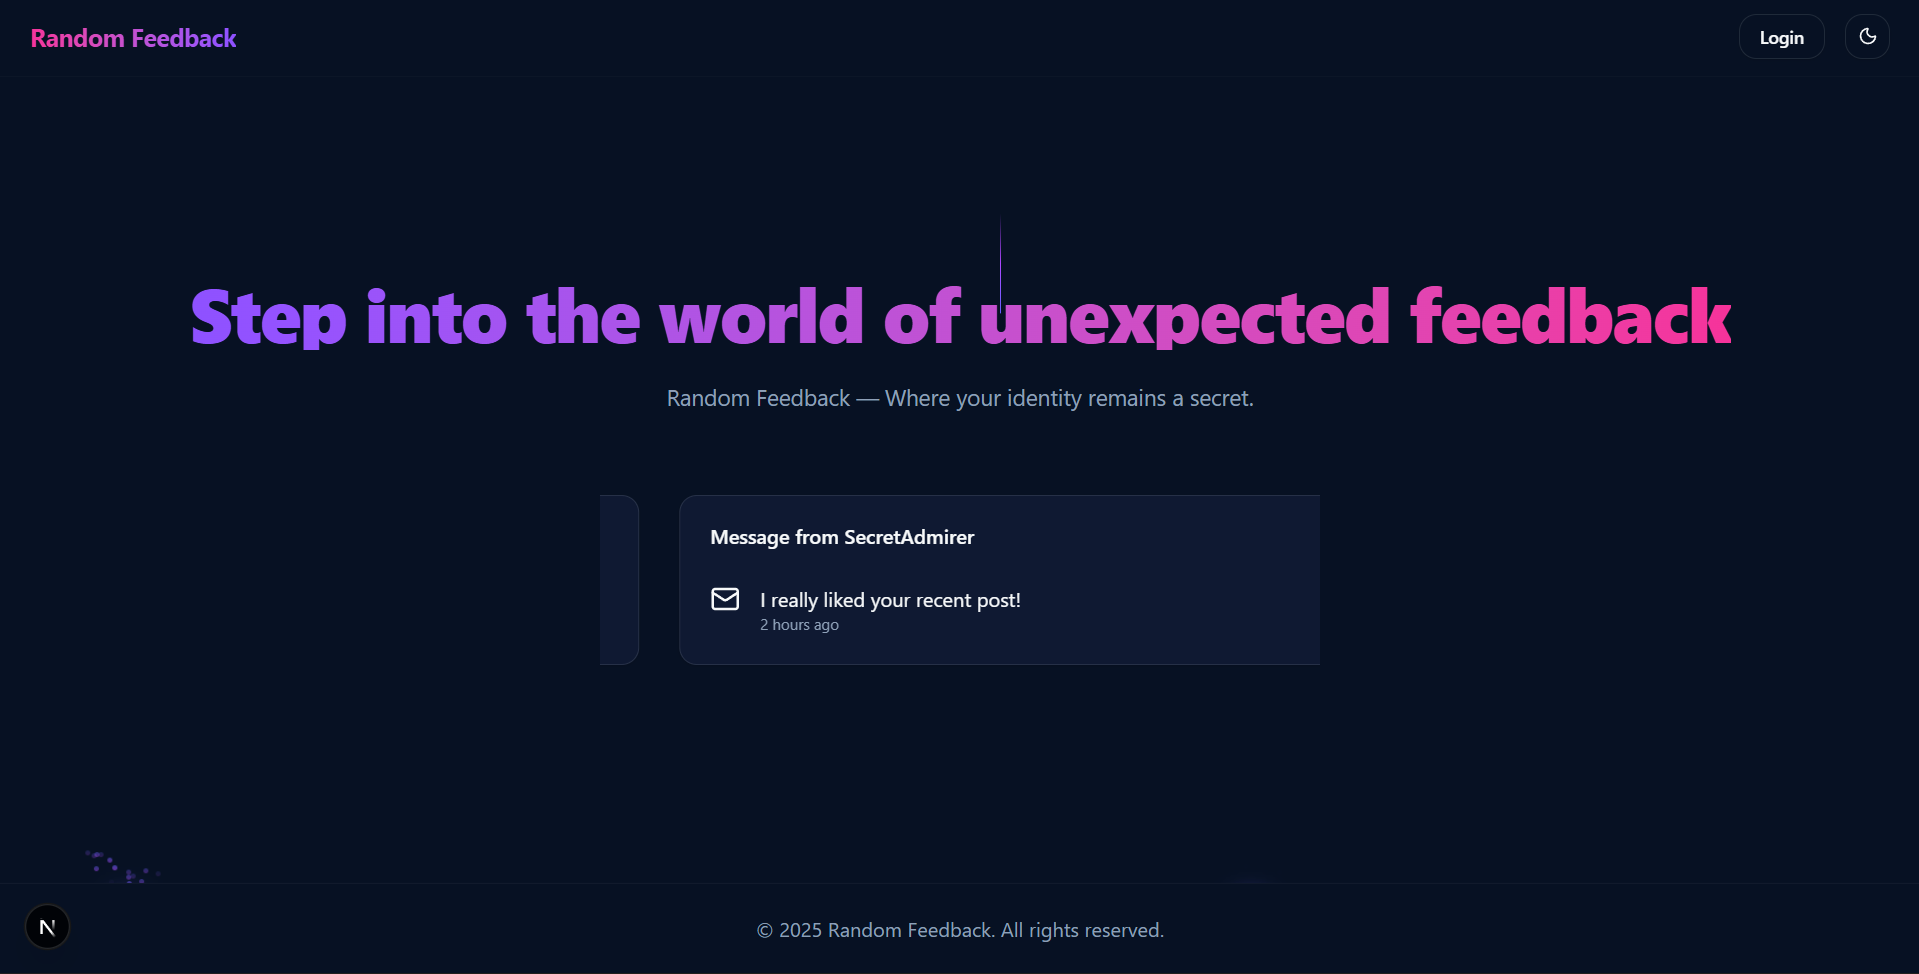 Random Feedback
Login
Step into the world of unexpected feedback
Random Feedback — Where your identity remains a secret.
Message from SecretAdmirer
I really liked your recent post!
2 hours ago
N
© 2025 Random Feedback. All rights reserved.